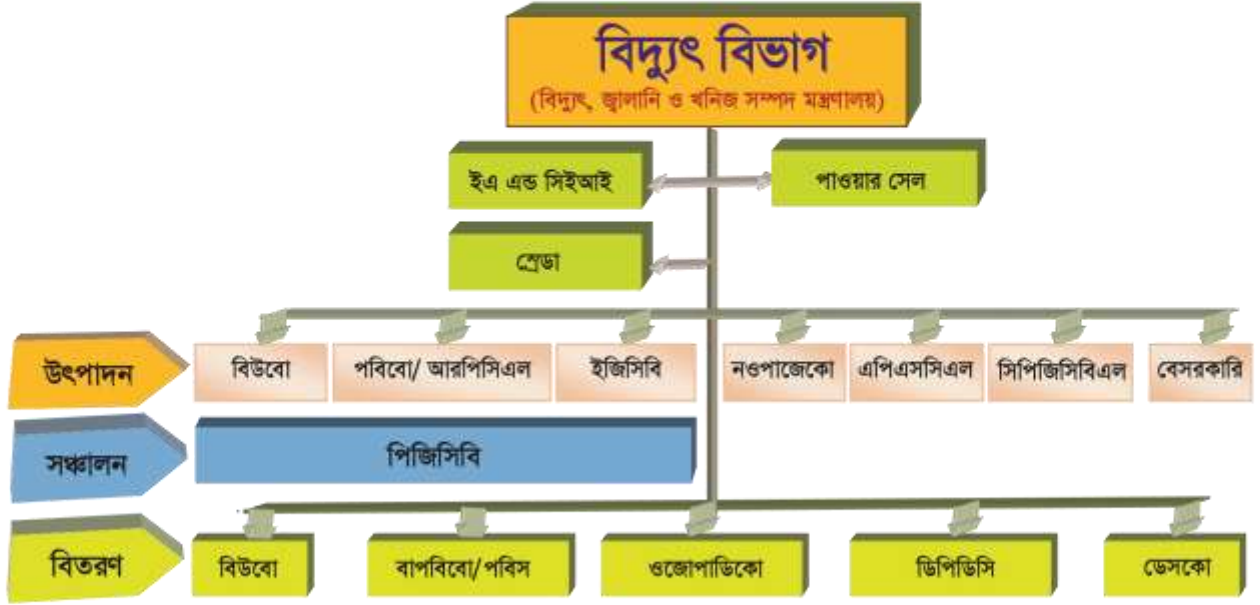 বিদ্যুৎ বিভাগ
(বিদ্যুৎ, জ্বালানি ও খনিজ সম্পদ মন্ত্রণালয়)
ইএ এন্ড সিইআই
পাওয়ার সেল
স্রেডা
উৎপাদন
বিউবো
পবিবো/ আরপিসিএল
ইজিসিবি
নওপাজেকো
এপিএসসিএল
সিপিজিসিবিএল
বেসরকারি
সঞ্চালন
পিজিসিবি
বিতরণ
বিউবো
বাপবিবো/পবিস
ওজোপাডিকো
ডিপিডিসি
ডেসকো